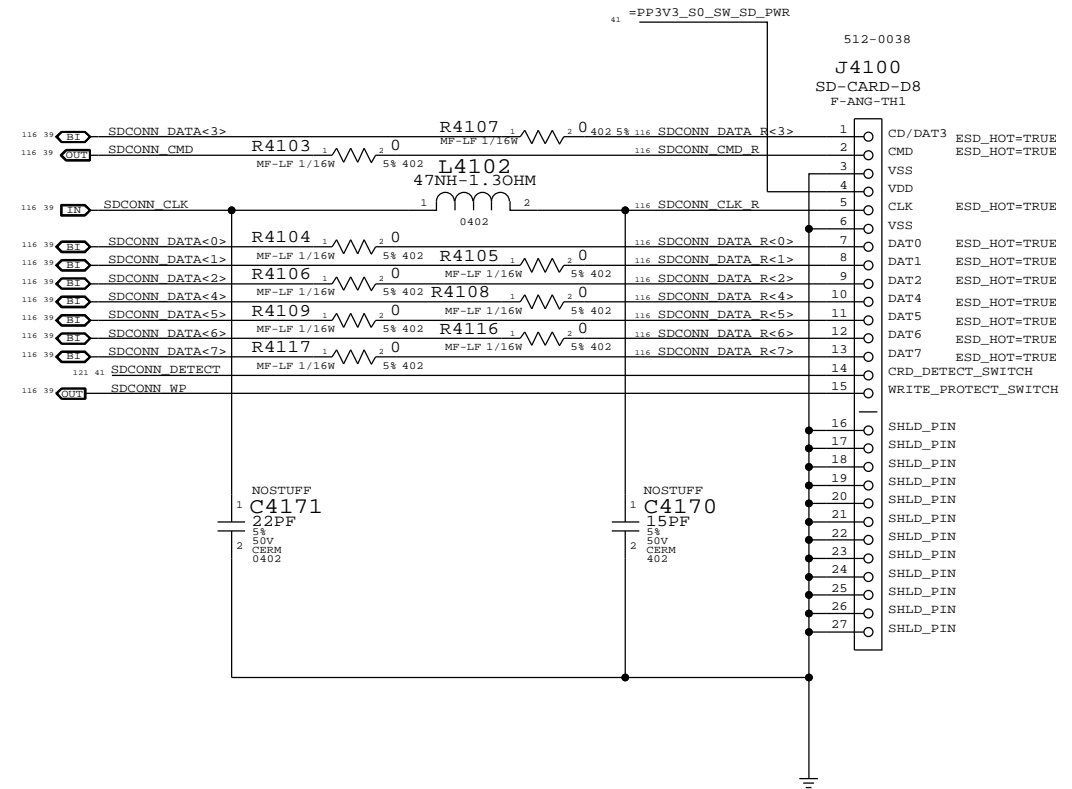 41 =PP3V3_S0_SW_SD_PWR
512-0038
J4100
SD-CARD-D8
F-ANG-TH1
116 39 BI SDCONN_DATA<3> R4107 1 2 0 402 5% 116 SDCONN_DATA_R<3> 1 CD/DAT3 ESD_HOT=TRUE
MF-LF 1/16W
116 39 OUT SDCONN_CMD R4103 1 2 0 116 SDCONN_CMD_R 2 CMD ESD_HOT=TRUE
MF-LF 1/16W 5% 402
3 VSS
L4102
47NH-1.3OHM
4 VDD
116 39 IN SDCONN_CLK 1 2 116 SDCONN_CLK_R 5 CLK ESD_HOT=TRUE
0402
6 VSS
116 39 BI SDCONN_DATA<0> R4104 1 2 0 116 SDCONN_DATA_R<0> 7 DAT0 ESD_HOT=TRUE
MF-LF 1/16W 5% 402
116 39 BI SDCONN_DATA<1> R4105 1 2 0 116 SDCONN_DATA_R<1> 8 DAT1 ESD_HOT=TRUE
MF-LF 1/16W 5% 402
116 39 BI SDCONN_DATA<2> R4106 1 2 0 116 SDCONN_DATA_R<2> 9 DAT2 ESD_HOT=TRUE
MF-LF 1/16W 5% 402
116 39 BI SDCONN_DATA<4> R4108 1 2 0 116 SDCONN_DATA_R<4> 10 DAT4 ESD_HOT=TRUE
MF-LF 1/16W 5% 402
116 39 BI SDCONN_DATA<5> R4109 1 2 0 116 SDCONN_DATA_R<5> 11 DAT5 ESD_HOT=TRUE
MF-LF 1/16W 5% 402
116 39 BI SDCONN_DATA<6> R4116 1 2 0 116 SDCONN_DATA_R<6> 12 DAT6 ESD_HOT=TRUE
MF-LF 1/16W 5% 402
116 39 BI SDCONN_DATA<7> R4117 1 2 0 116 SDCONN_DATA_R<7> 13 DAT7 ESD_HOT=TRUE
MF-LF 1/16W 5% 402
121 41 SDCONN_DETECT 14 CRD_DETECT_SWITCH
116 39 OUT SDCONN_WP 15 WRITE_PROTECT_SWITCH
16 SHLD_PIN
17 SHLD_PIN
18 SHLD_PIN
19 SHLD_PIN
20 SHLD_PIN
21 SHLD_PIN
22 SHLD_PIN
23 SHLD_PIN
24 SHLD_PIN
25 SHLD_PIN
26 SHLD_PIN
27 SHLD_PIN
NOSTUFF
1 C4171
22PF
5%
2 50V
CERM
0402
NOSTUFF
1 C4170
15PF
5%
2 50V
CERM
402